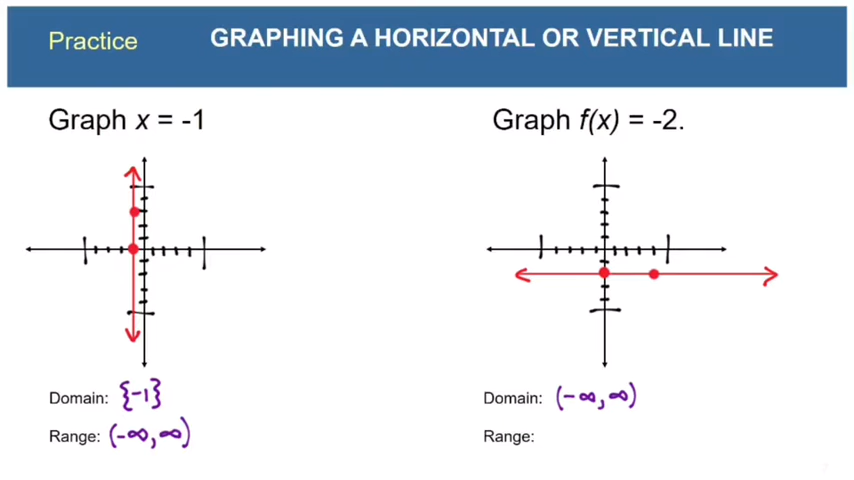 Practice
GRAPHING A HORIZONTAL OR VERTICAL LINE
Graph x = -1
Graph f(x) = -2.
Domain: {-1}
Range: (-∞, ∞)
Domain: (-∞, ∞)
Range: